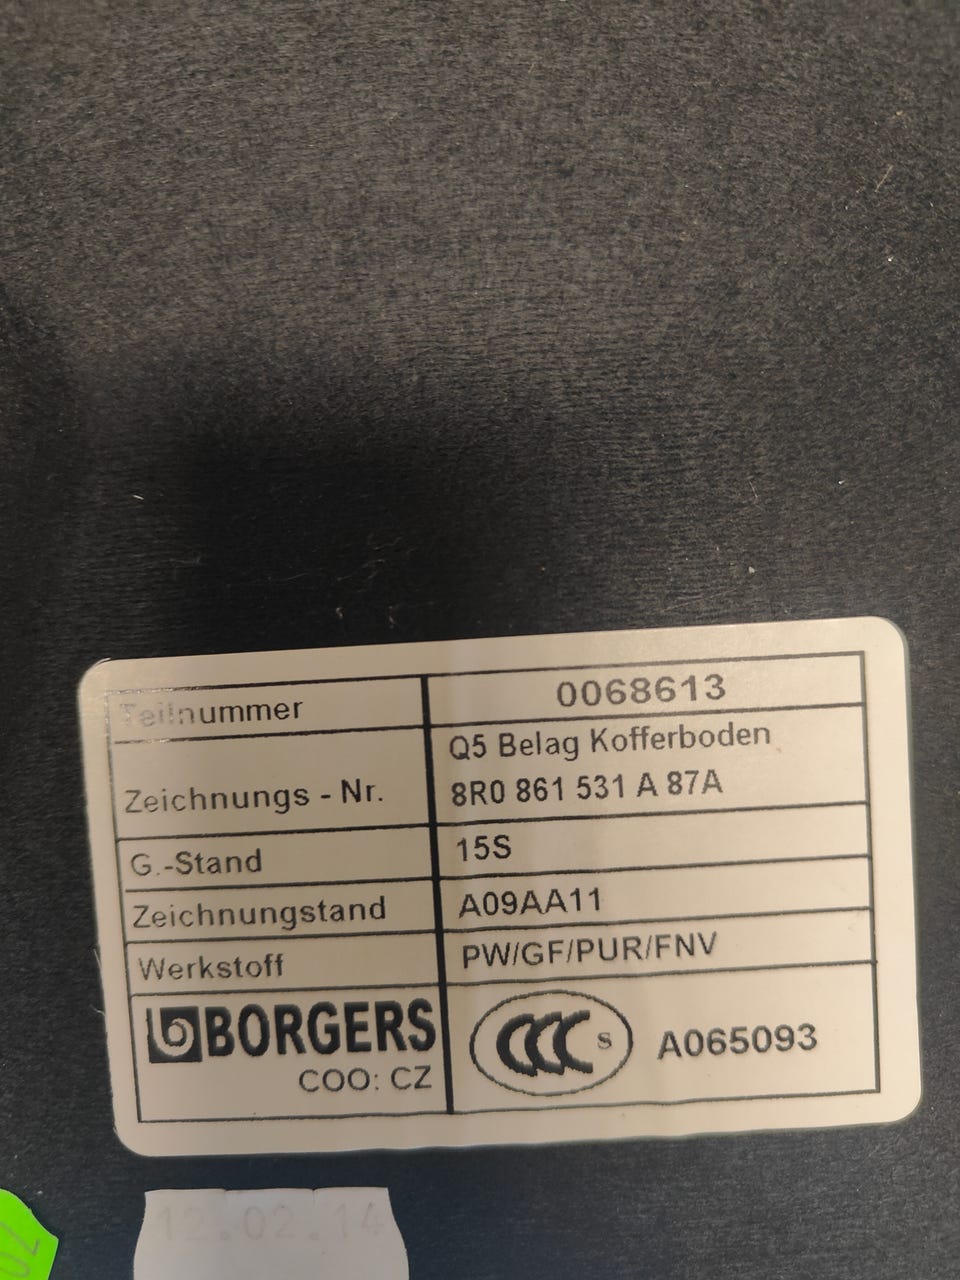 Teilnummer 0068613
Q5 Belag Kofferboden
Zeichnungs - Nr. 8R0 861 531 A 87A
G.-Stand 15S
Zeichnungstand A09AA11
Werkstoff PW/GF/PUR/FNV
BORGERS
COO: CZ
CCC S A065093
12.02.14
02